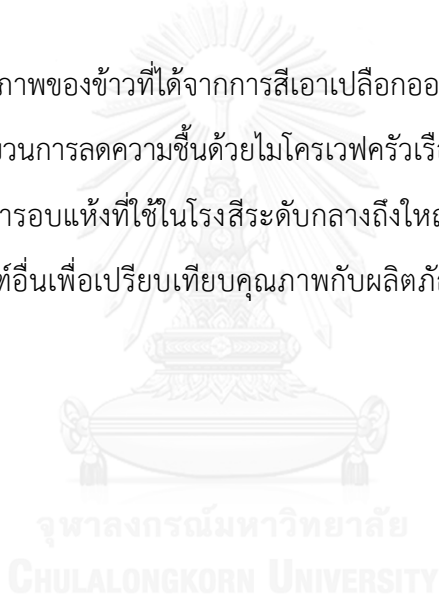 ภาพของข้าวที่ได้จากการสีเอาเปลือกออ
วนการลดความชื้นด้วยไมโครเวฟครัวเรือ
ารอบแห้งที่ใช้ในโรงสีระดับกลางถึงใหญ
ฑ์อื่นเพื่อเปรียบเทียบคุณภาพกับผลิตภั
จุฬาลงกรณ์มหาวิทยาลัย
CHULALONGKORN UNIVERSITY